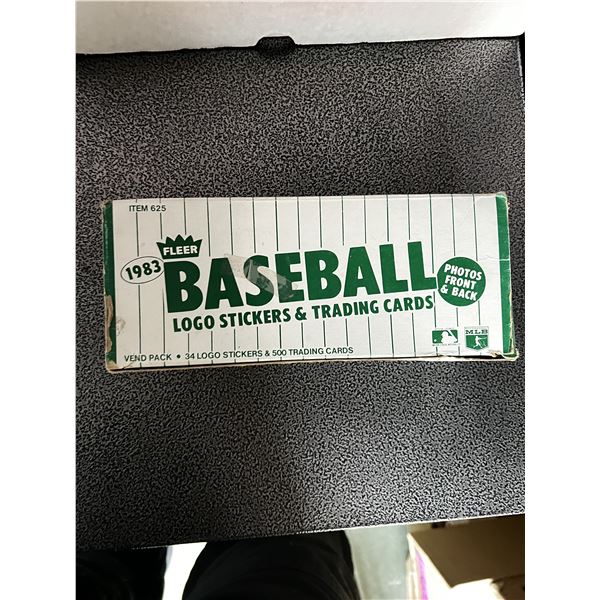 ITEM 625
FLEER
1983
BASEBALL
LOGO STICKERS & TRADING CARDS
PHOTOS
FRONT
& BACK
MLB
VEND PACK • 34 LOGO STICKERS & 500 TRADING CARDS